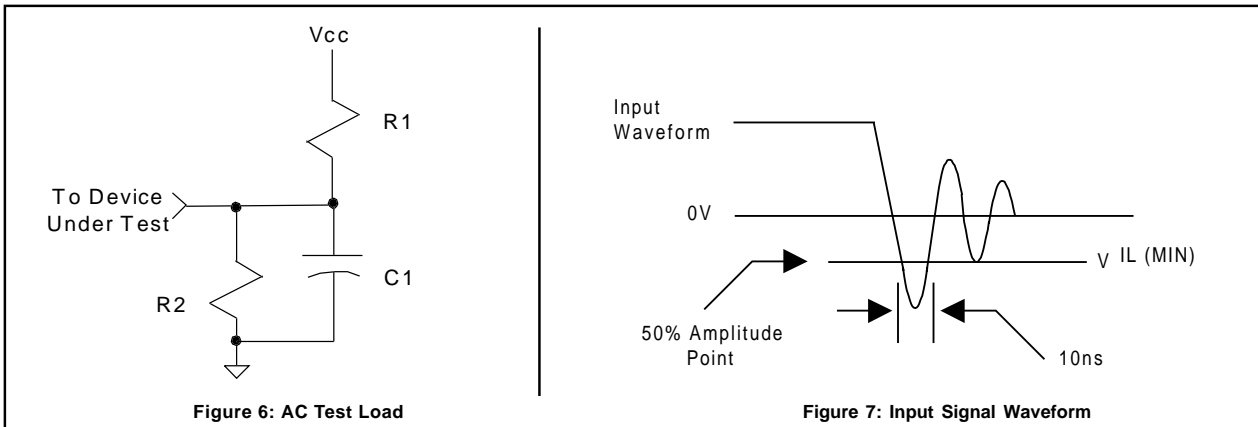 Vcc
R1
To Device
Under Test
R2
C1
Figure 6: AC Test Load
Input
Waveform
0V
V IL (MIN)
50% Amplitude
Point
10ns
Figure 7: Input Signal Waveform